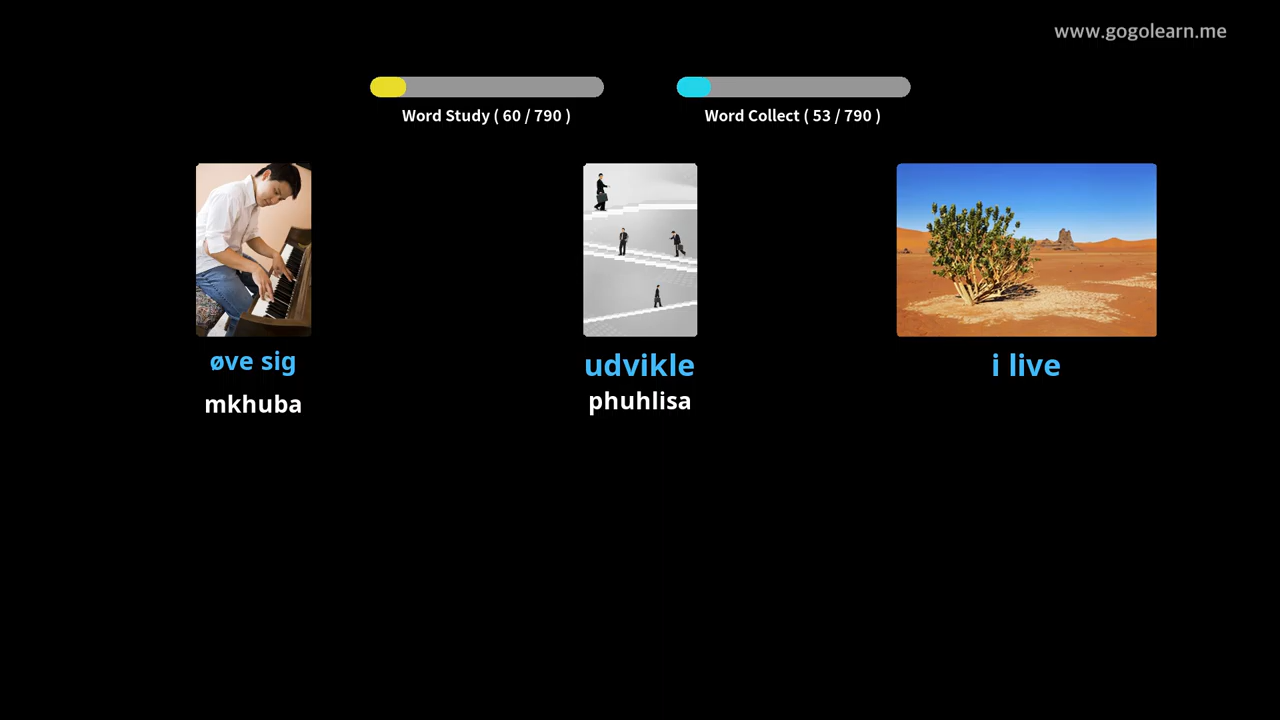 www.gogolearn.me
Word Study ( 60 / 790 )
Word Collect ( 53 / 790 )
øve sig
mkhuba
udvikle
phuhlisa
i live